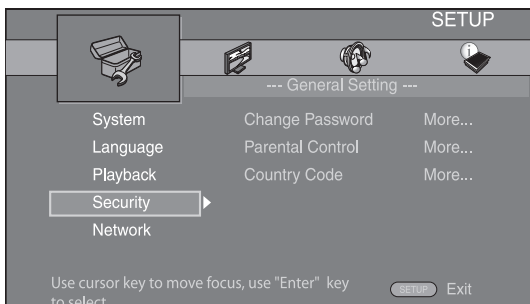 SETUP
--- General Setting ---
System Change Password More...
Language Parental Control More...
Playback Country Code More...
Security
Network
Use cursor key to move focus, use "Enter" key
to select
SETUP Exit